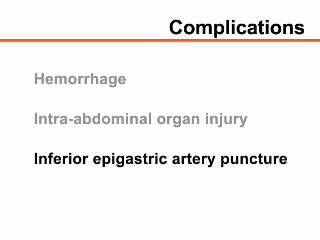 Complications
Hemorrhage
Intra-abdominal organ injury
Inferior epigastric artery puncture